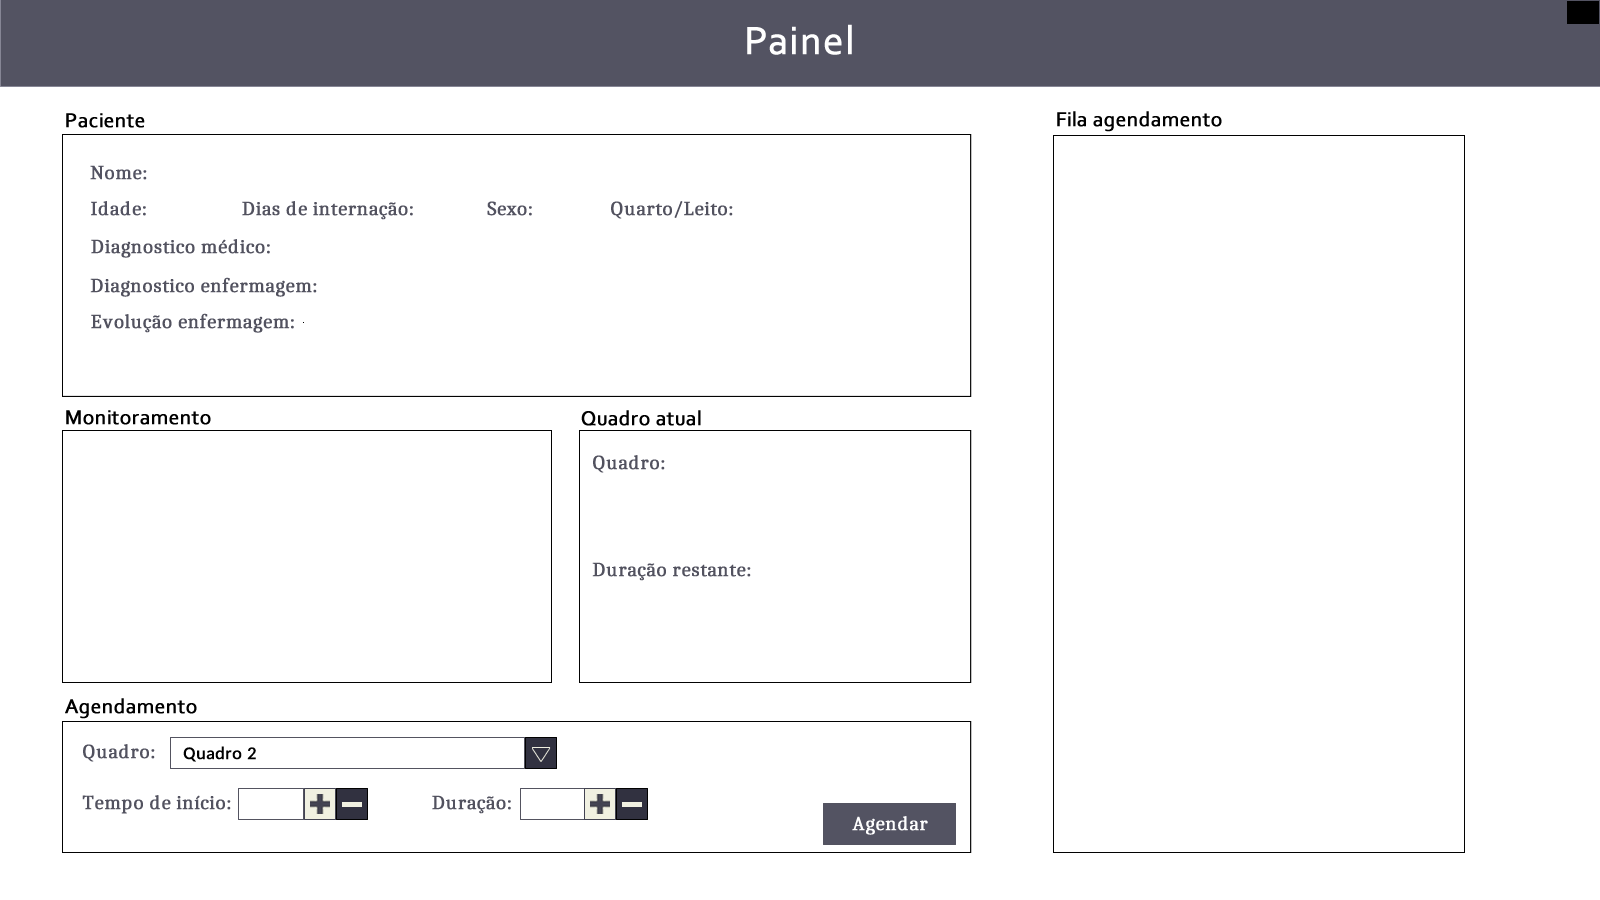 Painel
Paciente
Nome:
Idade: Dias de internação: Sexo: Quarto/Leito:
Diagnostico médico:
Diagnostico enfermagem:
Evolução enfermagem: .
Monitoramento
Quadro atual
Quadro:
Duração restante:
Agendamento
Quadro: Quadro 2
Tempo de início: Duração:
Agendar
Fila agendamento